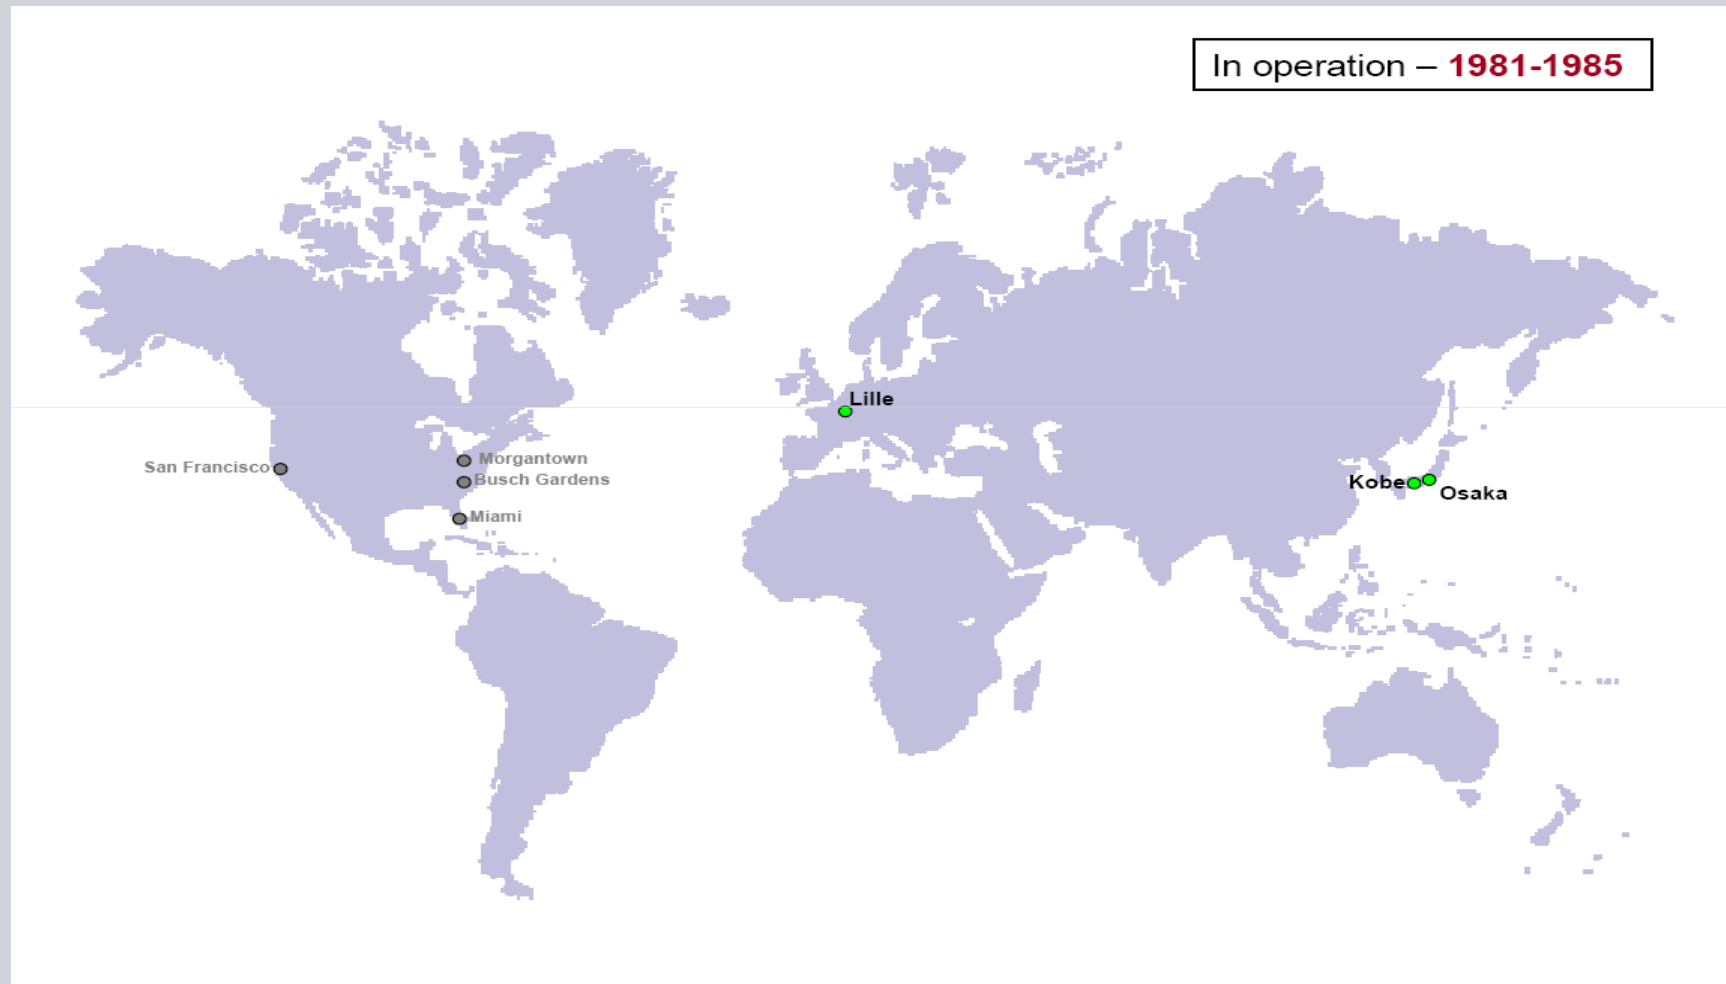 In operation – 1981-1985
Lille
San Francisco
Morgantown
Busch Gardens
Miami
Kobe
Osaka